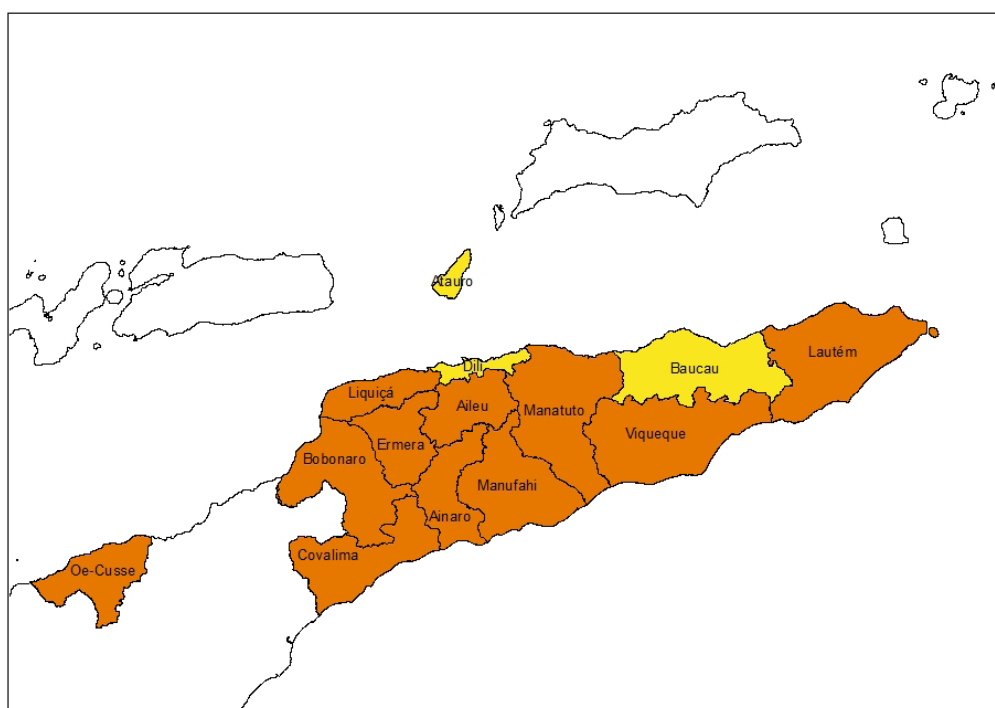 Atauro
Dili
Baucau
Lautém
Liquiçá
Aileu
Manatuto
Viqueque
Ermera
Bobonaro
Manufahi
Ainaro
Covalima
Oe-Cusse